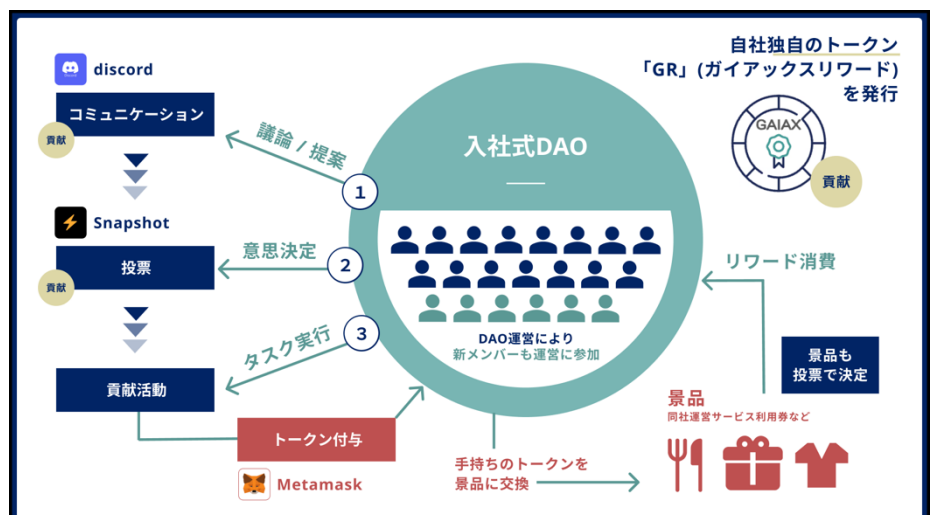 discord
コミュニケーション
貢献
Snapshot
投票
貢献
貢献活動
トークン付与
Metamask
議論 / 提案
1
意思決定
2
タスク実行
3
入社式DAO
DAO運営により
新メンバーも運営に参加
自社独自のトークン
「GR」(ガイアックスリワード)
を発行
GAIAX
貢献
リワード消費
景品も
投票で決定
景品
同社運営サービス利用券など
手持ちのトークンを
景品に交換